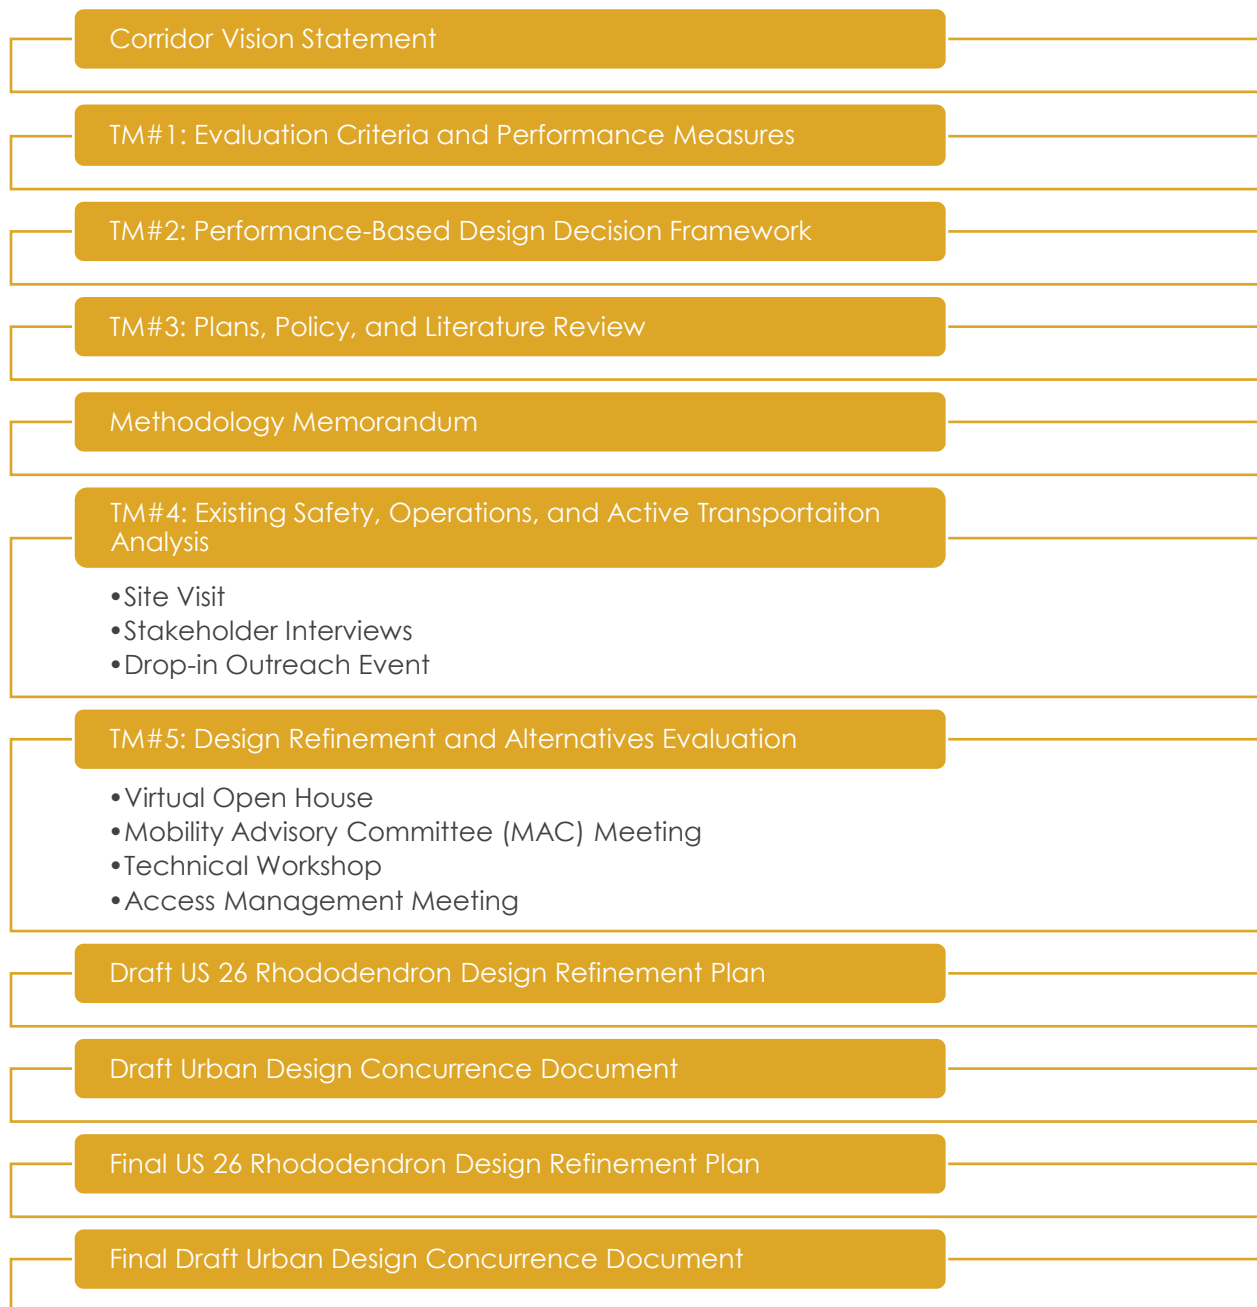 Corridor Vision Statement
TM#1: Evaluation Criteria and Performance Measures
TM#2: Performance-Based Design Decision Framework
TM#3: Plans, Policy, and Literature Review
Methodology Memorandum
TM#4: Existing Safety, Operations, and Active Transportaiton
Analysis
•Site Visit
•Stakeholder Interviews
•Drop-in Outreach Event
TM#5: Design Refinement and Alternatives Evaluation
•Virtual Open House
•Mobility Advisory Committee (MAC) Meeting
•Technical Workshop
•Access Management Meeting
Draft US 26 Rhododendron Design Refinement Plan
Draft Urban Design Concurrence Document
Final US 26 Rhododendron Design Refinement Plan
Final Draft Urban Design Concurrence Document